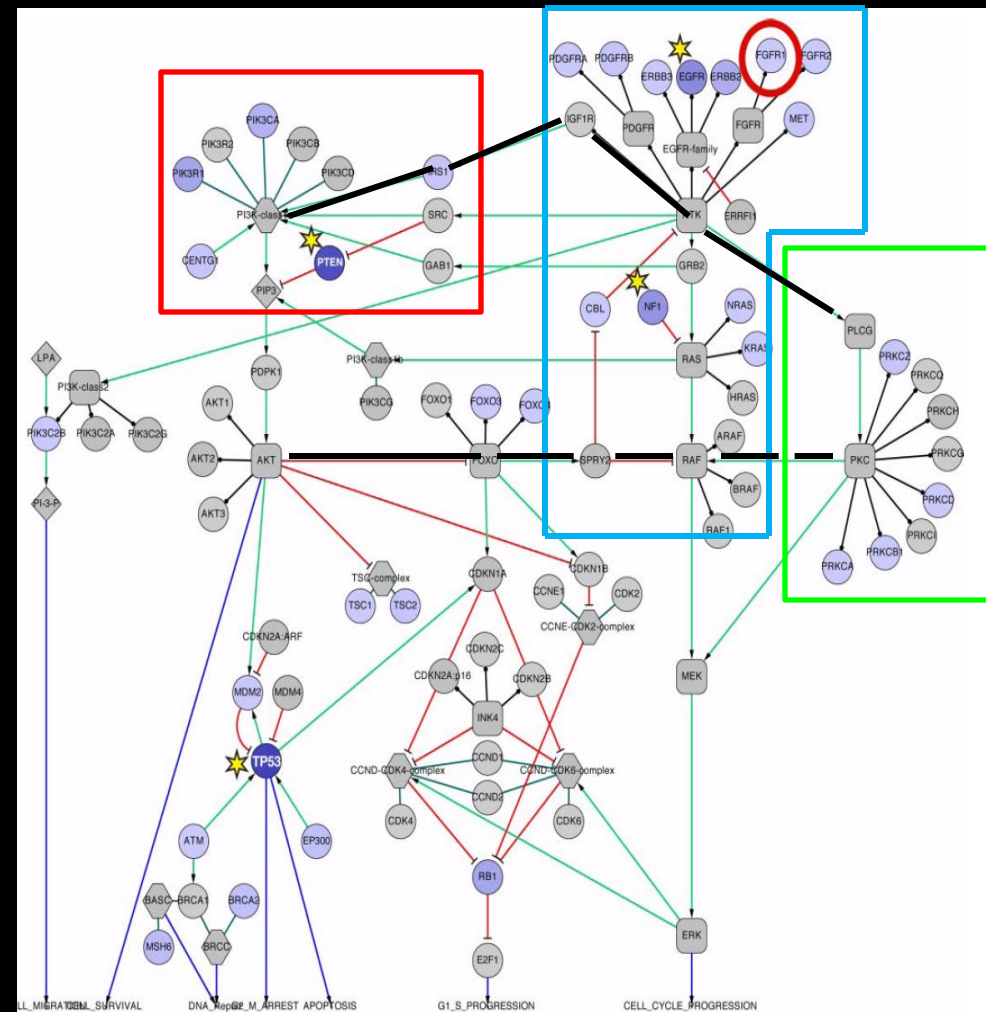 FGFR1
FGFR2
PDGFRA
PDGFRB
ERBB3
EGFR
ERBB2
PIK3CA
IGF1R
PDGFR
FGFR
MET
PIK3R2
PIK3CB
EGFR-family
PIK3R1
PIK3CD
IRS1
PI3K-class
SRC
RTK
ERRFI1
CENTG1
PTEN
GAB1
GRB2
PIP3
CBL
NF1
NRAS
PLCG
LPA
PI3K-class1b
RAS
KRAS
PRKCZ
PDPK1
PRKCQ
PI3K-class2
PIK3CG
HRAS
AKT1
FOXO1
FOXO3
PRKCH
PIK3C2B
PIK3C2A
PIK3C2G
ARAF
AKT2
AKT
FOXO
SPRY2
RAF
PKC
PRKCG
BRAF
PI-3-P
AKT3
RAF1
PRKCD
PRKCI
PRKCB1
PRKCA
TSC-complex
CDKN1A
CDKN1B
TSC1
TSC2
CCNE1
CDK2
CCNE-CDK2-complex
CDKN2A:ARF
CDKN2C
CDKN2A:p16
CDKN2B
MEK
MDM2
MDM4
INK4
TP53
CCND1
CCND-CDK4-complex
CCND-CDK6-complex
CCND2
CDK4
CDK6
ATM
EP300
RB1
BASC
BRCA1
BRCA2
MSH6
BRCC
ERK
E2F1
APOPTOSIS
G1_S_PROGRESSION
CELL_CYCLE_PROGRESSION